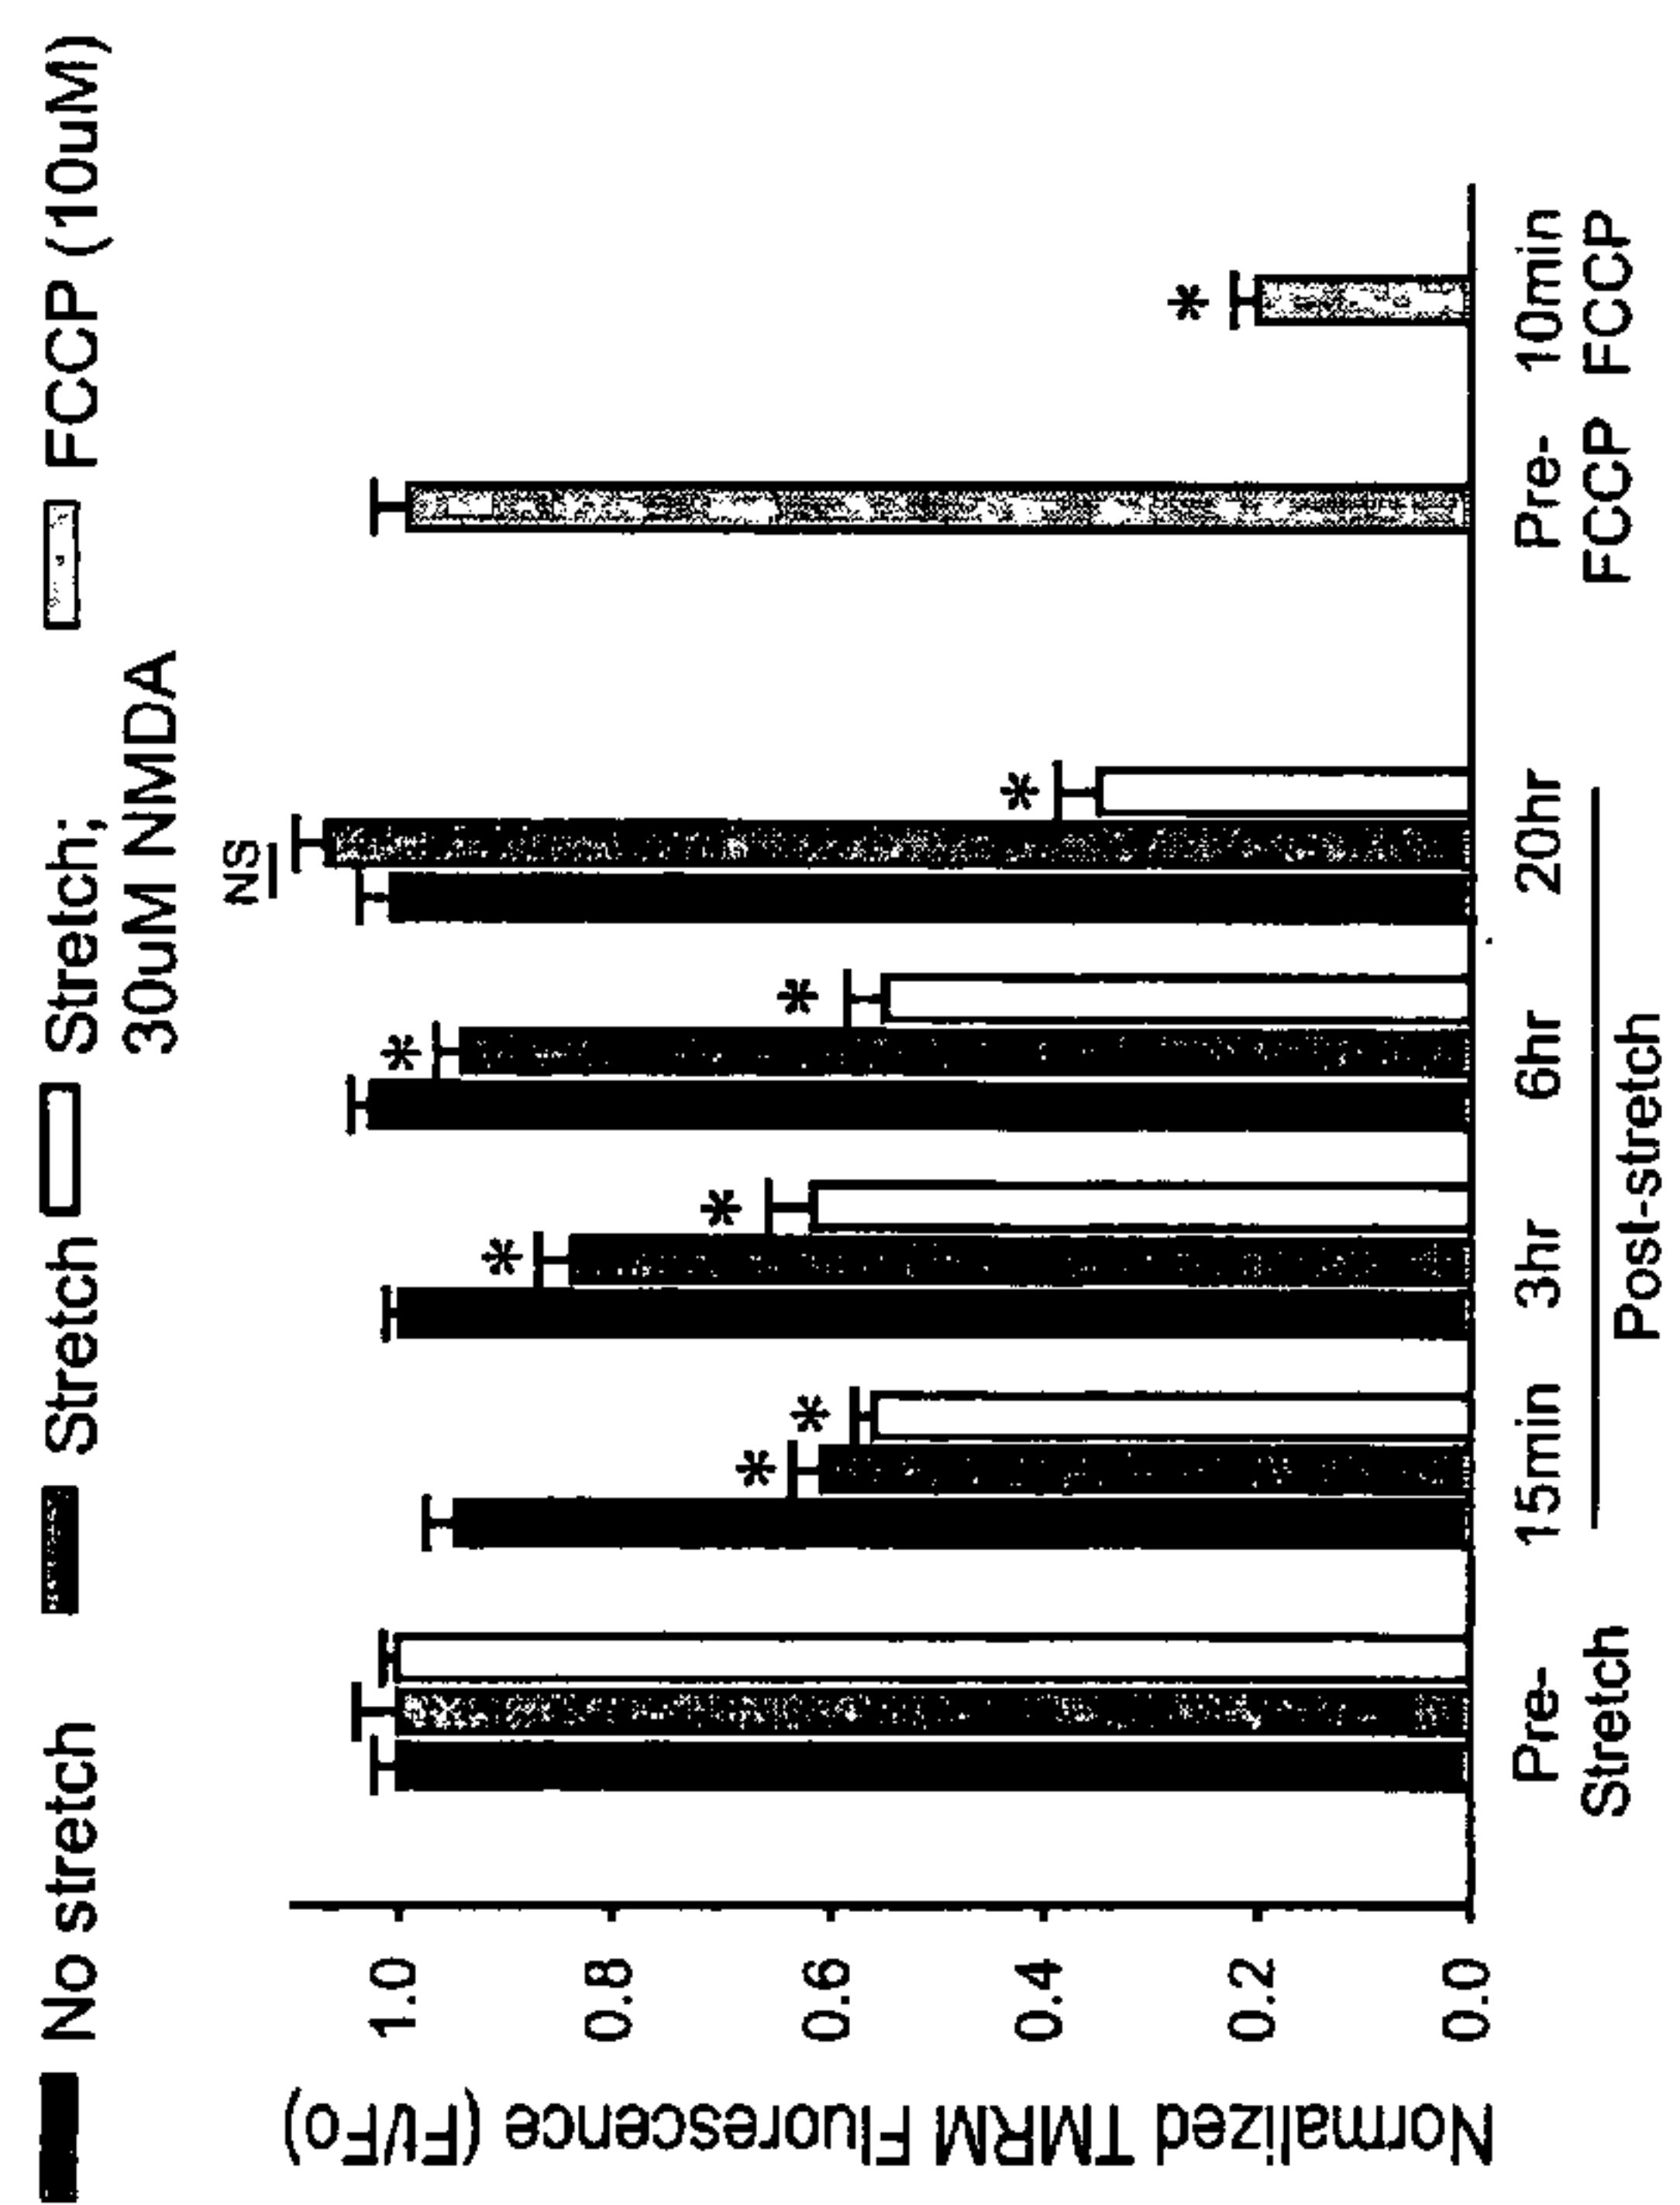 No stretch
Stretch
Stretch;
30uM NMDA
FCCP (10uM)
Normalized TMRM Fluorescence (Ft/Fo)
1.0
0.8
0.6
0.4
0.2
0.0
* * * * * * NS * *
Pre-
Stretch
15min
3hr
6hr
20hr
Post-stretch
Pre-
FCCP
10min
FCCP